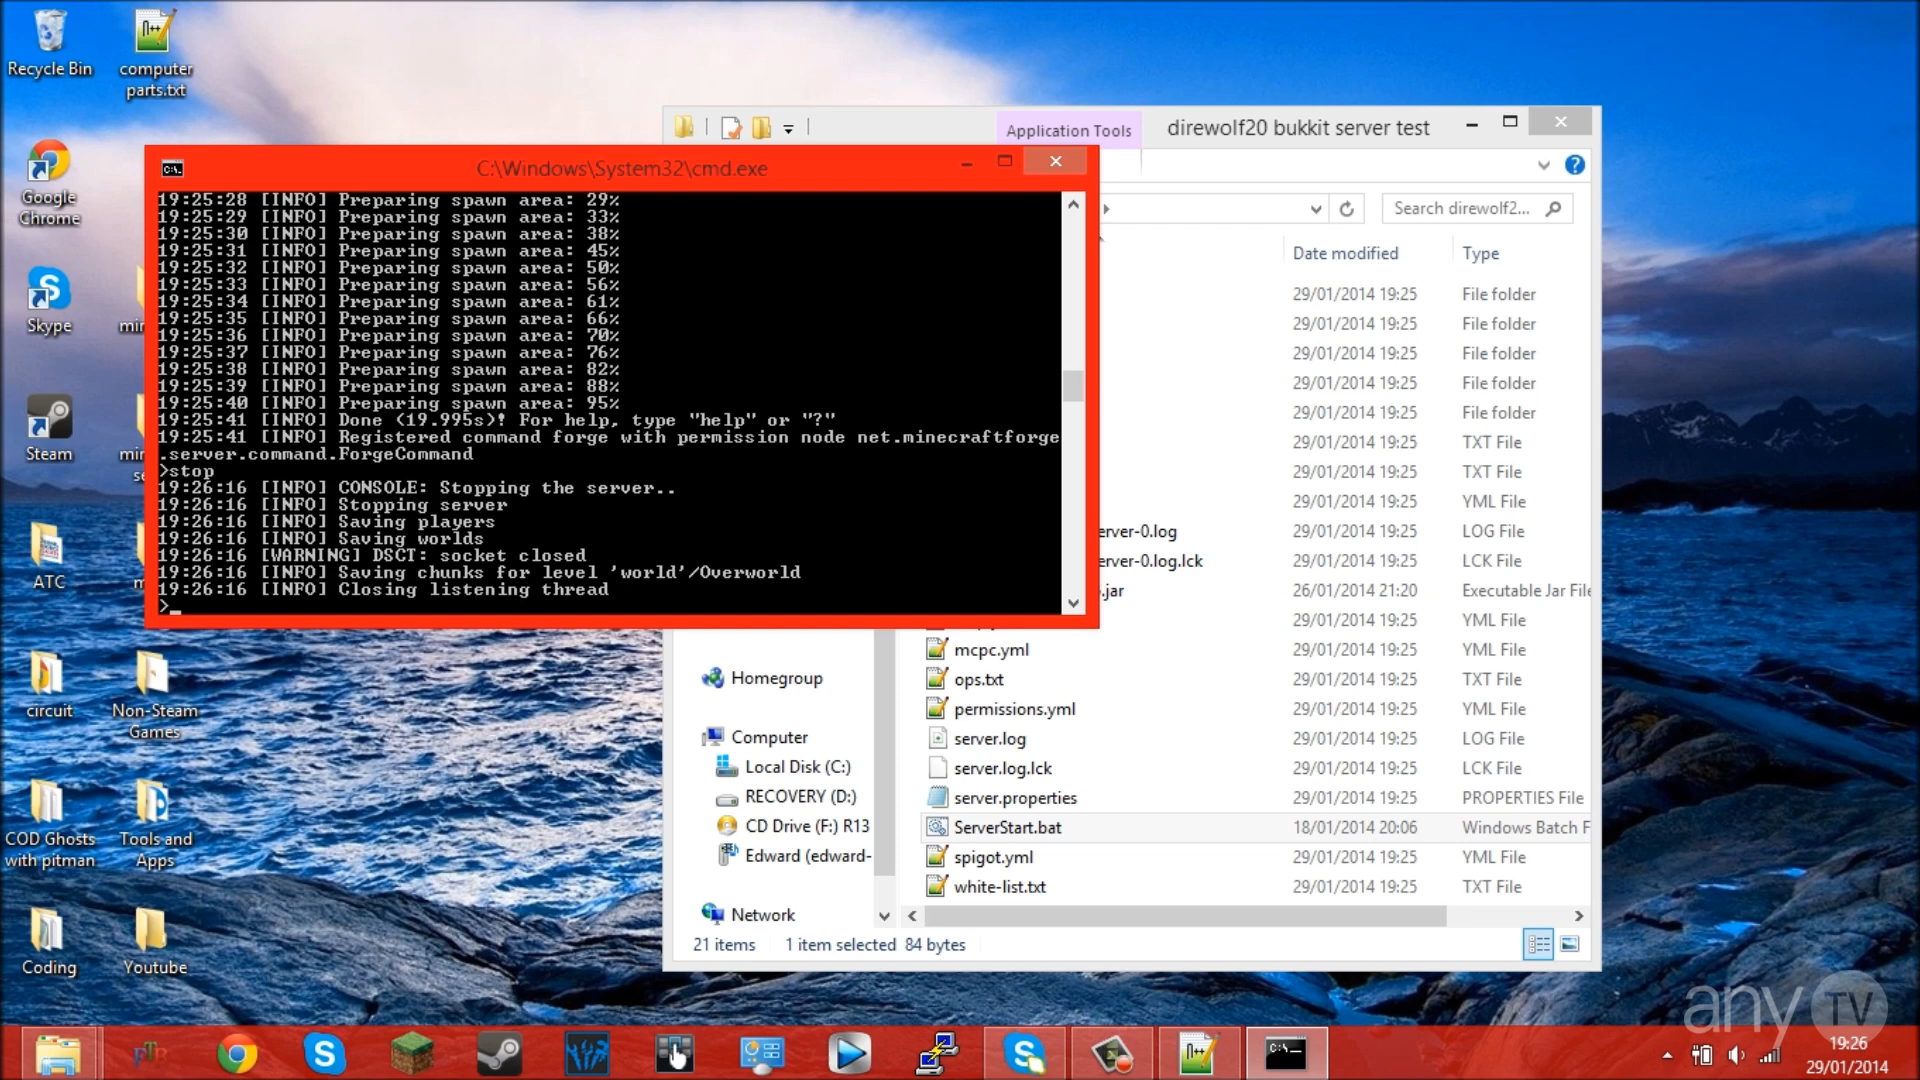 Recycle Bin
computer
parts.txt
Google
Chrome
Skype
Steam
ATC
circuit
Non-Steam
Games
COD Ghosts
with pitman
Tools and
Apps
Coding
Youtube
C:\Windows\System32\cmd.exe
19:25:28 [INFO] Preparing spawn area: 29%
19:25:29 [INFO] Preparing spawn area: 33%
19:25:30 [INFO] Preparing spawn area: 38%
19:25:31 [INFO] Preparing spawn area: 45%
19:25:32 [INFO] Preparing spawn area: 50%
19:25:33 [INFO] Preparing spawn area: 56%
19:25:34 [INFO] Preparing spawn area: 61%
19:25:35 [INFO] Preparing spawn area: 66%
19:25:36 [INFO] Preparing spawn area: 70%
19:25:37 [INFO] Preparing spawn area: 76%
19:25:38 [INFO] Preparing spawn area: 82%
19:25:39 [INFO] Preparing spawn area: 88%
19:25:40 [INFO] Preparing spawn area: 95%
19:25:41 [INFO] Done (19.995s)! For help, type "help" or "?"
19:25:41 [INFO] Registered command forge with permission node net.minecraftforge
.server.command.ForgeCommand
>stop
19:26:16 [INFO] CONSOLE: Stopping the server..
19:26:16 [INFO] Stopping server
19:26:16 [INFO] Saving players
19:26:16 [INFO] Saving worlds
19:26:16 [WARNING] DSCT: socket closed
19:26:16 [INFO] Saving chunks for level 'world'/Overworld
19:26:16 [INFO] Closing listening thread
>_
Application Tools
direwolf20 bukkit server test
Search direwolf2...
Date modified Type
29/01/2014 19:25 File folder
29/01/2014 19:25 File folder
29/01/2014 19:25 File folder
29/01/2014 19:25 File folder
29/01/2014 19:25 File folder
29/01/2014 19:25 TXT File
29/01/2014 19:25 TXT File
29/01/2014 19:25 YML File
erver-0.log 29/01/2014 19:25 LOG File
erver-0.log.lck 29/01/2014 19:25 LCK File
.jar 26/01/2014 21:20 Executable Jar File
29/01/2014 19:25 YML File
mcpc.yml 29/01/2014 19:25 YML File
ops.txt 29/01/2014 19:25 TXT File
permissions.yml 29/01/2014 19:25 YML File
server.log 29/01/2014 19:25 LOG File
server.log.lck 29/01/2014 19:25 LCK File
server.properties 29/01/2014 19:25 PROPERTIES File
ServerStart.bat 18/01/2014 20:06 Windows Batch F
spigot.yml 29/01/2014 19:25 YML File
white-list.txt 29/01/2014 19:25 TXT File
Homegroup
Computer
Local Disk (C:)
RECOVERY (D:)
CD Drive (F:) R13
Edward (edward-
Network
21 items 1 item selected 84 bytes
any TV
19:26
29/01/2014